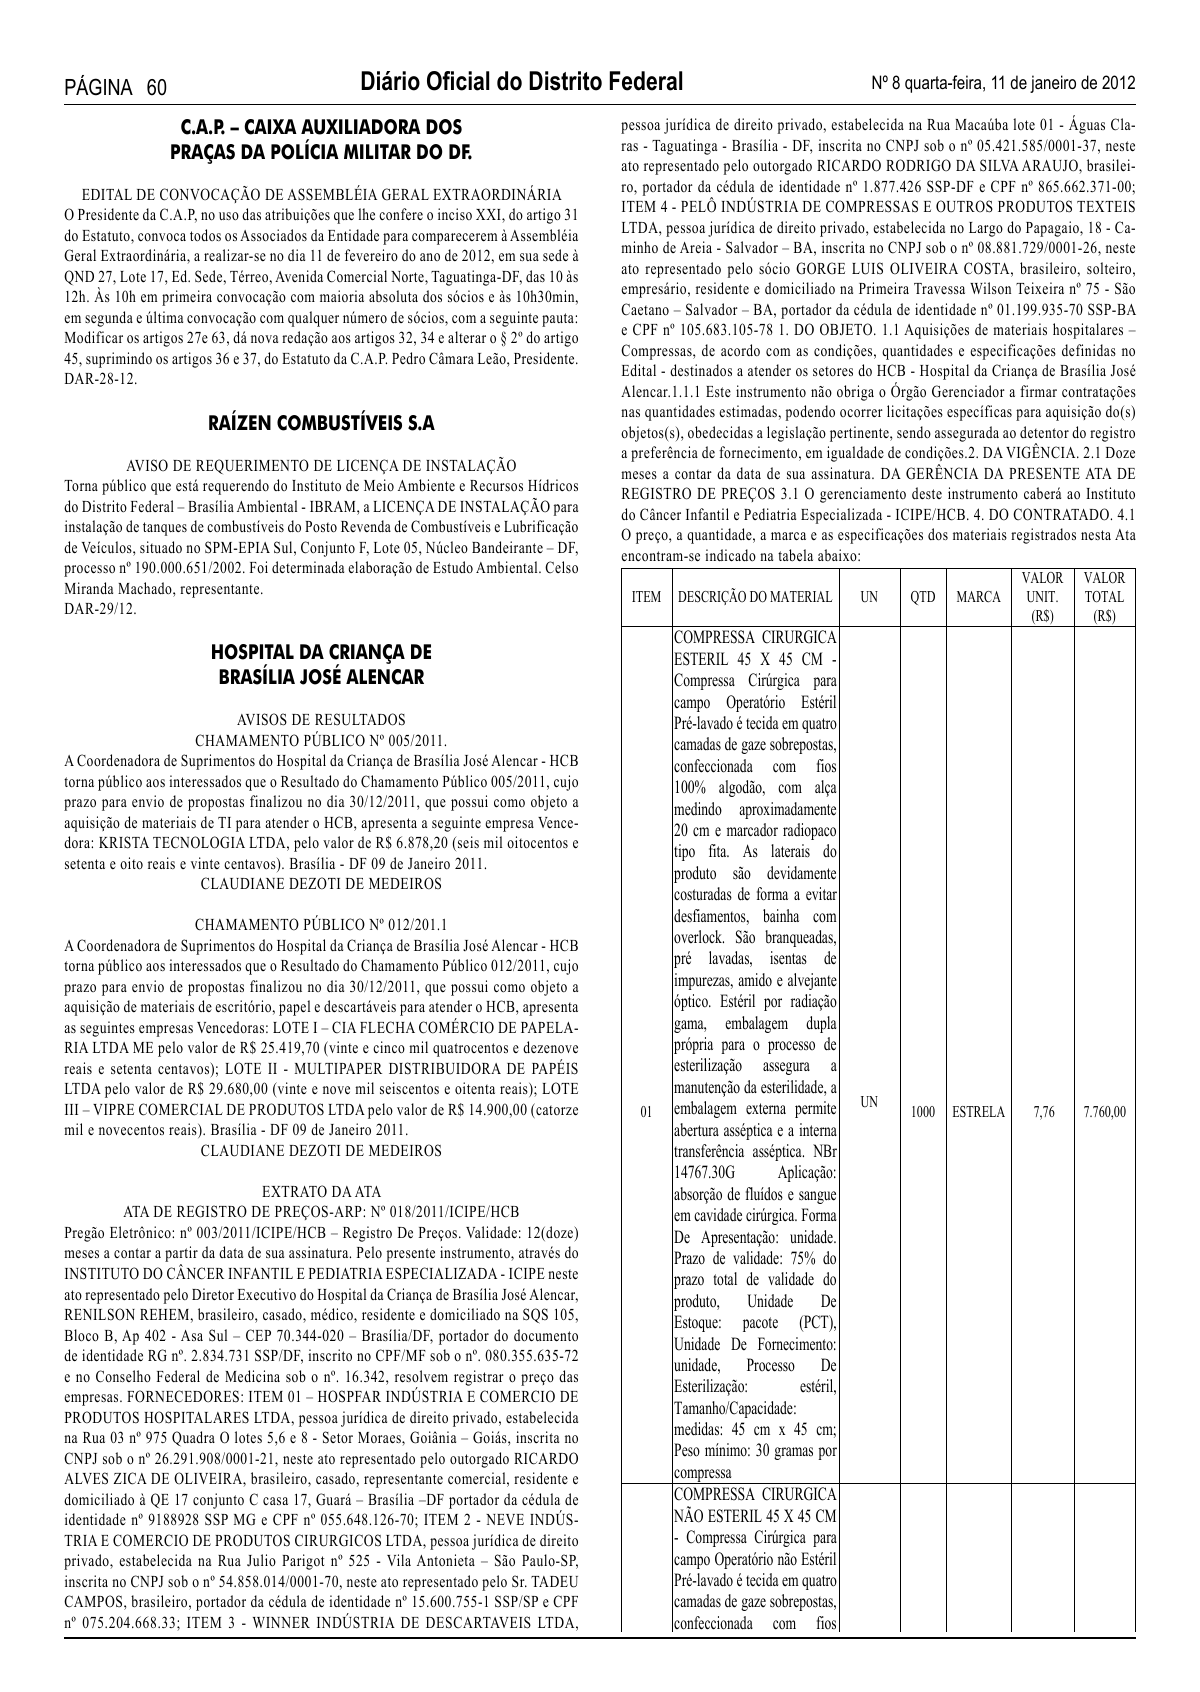 PÁGINA 60
Diário Oficial do Distrito Federal
Nº 8 quarta-feira, 11 de janeiro de 2012
C.A.P. – CAIXA AUXILIADORA DOS
PRAÇAS DA POLÍCIA MILITAR DO DF.
EDITAL DE CONVOCAÇÃO DE ASSEMBLÉIA GERAL EXTRAORDINÁRIA
O Presidente da C.A.P, no uso das atribuições que lhe confere o inciso XXI, do artigo 31
do Estatuto, convoca todos os Associados da Entidade para comparecerem à Assembléia
Geral Extraordinária, a realizar-se no dia 11 de fevereiro do ano de 2012, em sua sede à
QND 27, Lote 17, Ed. Sede, Térreo, Avenida Comercial Norte, Taguatinga-DF, das 10 às
12h. Às 10h em primeira convocação com maioria absoluta dos sócios e às 10h30min,
em segunda e última convocação com qualquer número de sócios, com a seguinte pauta:
Modificar os artigos 27e 63, dá nova redação aos artigos 32, 34 e alterar o § 2º do artigo
45, suprimindo os artigos 36 e 37, do Estatuto da C.A.P. Pedro Câmara Leão, Presidente.
DAR-28-12.
RAÍZEN COMBUSTÍVEIS S.A
AVISO DE REQUERIMENTO DE LICENÇA DE INSTALAÇÃO
Torna público que está requerendo do Instituto de Meio Ambiente e Recursos Hídricos
do Distrito Federal – Brasília Ambiental - IBRAM, a LICENÇA DE INSTALAÇÃO para
instalação de tanques de combustíveis do Posto Revenda de Combustíveis e Lubrificação
de Veículos, situado no SPM-EPIA Sul, Conjunto F, Lote 05, Núcleo Bandeirante – DF,
processo nº 190.000.651/2002. Foi determinada elaboração de Estudo Ambiental. Celso
Miranda Machado, representante.
DAR-29/12.
HOSPITAL DA CRIANÇA DE
BRASÍLIA JOSÉ ALENCAR
AVISOS DE RESULTADOS
CHAMAMENTO PÚBLICO Nº 005/2011.
A Coordenadora de Suprimentos do Hospital da Criança de Brasília José Alencar - HCB
torna público aos interessados que o Resultado do Chamamento Público 005/2011, cujo
prazo para envio de propostas finalizou no dia 30/12/2011, que possui como objeto a
aquisição de materiais de TI para atender o HCB, apresenta a seguinte empresa Vence-
dora: KRISTA TECNOLOGIA LTDA, pelo valor de R$ 6.878,20 (seis mil oitocentos e
setenta e oito reais e vinte centavos). Brasília - DF 09 de Janeiro 2011.
CLAUDIANE DEZOTI DE MEDEIROS
CHAMAMENTO PÚBLICO Nº 012/201.1
A Coordenadora de Suprimentos do Hospital da Criança de Brasília José Alencar - HCB
torna público aos interessados que o Resultado do Chamamento Público 012/2011, cujo
prazo para envio de propostas finalizou no dia 30/12/2011, que possui como objeto a
aquisição de materiais de escritório, papel e descartáveis para atender o HCB, apresenta
as seguintes empresas Vencedoras: LOTE I – CIA FLECHA COMÉRCIO DE PAPELA-
RIA LTDA ME pelo valor de R$ 25.419,70 (vinte e cinco mil quatrocentos e dezenove
reais e setenta centavos); LOTE II - MULTIPAPER DISTRIBUIDORA DE PAPÉIS
LTDA pelo valor de R$ 29.680,00 (vinte e nove mil seiscentos e oitenta reais); LOTE
III – VIPRE COMERCIAL DE PRODUTOS LTDA pelo valor de R$ 14.900,00 (catorze
mil e novecentos reais). Brasília - DF 09 de Janeiro 2011.
CLAUDIANE DEZOTI DE MEDEIROS
EXTRATO DA ATA
ATA DE REGISTRO DE PREÇOS-ARP: Nº 018/2011/ICIPE/HCB
Pregão Eletrônico: nº 003/2011/ICIPE/HCB – Registro De Preços. Validade: 12(doze)
meses a contar a partir da data de sua assinatura. Pelo presente instrumento, através do
INSTITUTO DO CÂNCER INFANTIL E PEDIATRIA ESPECIALIZADA - ICIPE neste
ato representado pelo Diretor Executivo do Hospital da Criança de Brasília José Alencar,
RENILSON REHEM, brasileiro, casado, médico, residente e domiciliado na SQS 105,
Bloco B, Ap 402 - Asa Sul – CEP 70.344-020 – Brasília/DF, portador do documento
de identidade RG nº. 2.834.731 SSP/DF, inscrito no CPF/MF sob o nº. 080.355.635-72
e no Conselho Federal de Medicina sob o nº. 16.342, resolvem registrar o preço das
empresas. FORNECEDORES: ITEM 01 – HOSPFAR INDÚSTRIA E COMERCIO DE
PRODUTOS HOSPITALARES LTDA, pessoa jurídica de direito privado, estabelecida
na Rua 03 nº 975 Quadra O lotes 5,6 e 8 - Setor Moraes, Goiânia – Goiás, inscrito no
CNPJ sob o nº 26.291.908/0001-21, neste ato representado pelo outorgado RICARDO
ALVES ZICA DE OLIVEIRA, brasileiro, casado, representante comercial, residente e
domiciliado à QE 17 conjunto C casa 17, Guará – Brasília –DF portador da cédula de
identidade nº 9188928 SSP MG e CPF nº 055.648.126-70; ITEM 2 - NEVE INDÚS-
TRIA E COMERCIO DE PRODUTOS CIRURGICOS LTDA, pessoa jurídica de direito
privado, estabelecida na Rua Julio Parigot nº 525 - Vila Antonieta – São Paulo-SP,
inscrita no CNPJ sob o nº 54.858.014/0001-70, neste ato representado pelo Sr. TADEU
CAMPOS, brasileiro, portador da cédula de identidade nº 15.600.755-1 SSP/SP e CPF
nº 075.204.668.33; ITEM 3 - WINNER INDÚSTRIA DE DESCARTAVEIS LTDA,
pessoa jurídica de direito privado, estabelecida na Rua Macaúba lote 01 - Águas Cla-
ras - Taguatinga - Brasília - DF, inscrita no CNPJ sob o nº 05.421.585/0001-37, neste
ato representado pelo outorgado RICARDO RODRIGO DA SILVA ARAUJO, brasilei-
ro, portador da cédula de identidade nº 1.877.426 SSP-DF e CPF nº 865.662.371-00;
ITEM 4 - PELÔ INDÚSTRIA DE COMPRESSAS E OUTROS PRODUTOS TEXTEIS
LTDA, pessoa jurídica de direito privado, estabelecida no Largo do Papagaio, 18 - Ca-
minho de Areia - Salvador – BA, inscrita no CNPJ sob o nº 08.881.729/0001-26, neste
ato representado pelo sócio GORGE LUIS OLIVEIRA COSTA, brasileiro, solteiro,
empresário, residente e domiciliado na Primeira Travessa Wilson Teixeira nº 75 - São
Caetano – Salvador – BA, portador da cédula de identidade nº 01.199.935-70 SSP-BA
e CPF nº 105.683.105-78 1. DO OBJETO. 1.1 Aquisições de materiais hospitalares –
Compressas, de acordo com as condições, quantidades e especificações definidas no
Edital - destinados a atender os setores do HCB - Hospital da Criança de Brasília José
Alencar.1.1.1 Este instrumento não obriga o Órgão Gerenciador a firmar contratações
nas quantidades estimadas, podendo ocorrer licitações específicas para aquisição do(s)
objetos(s), obedecidas a legislação pertinente, sendo assegurada ao detentor do registro
a preferência de fornecimento, em igualdade de condições.2. DA VIGÊNCIA. 2.1 Doze
meses a contar da data de sua assinatura. DA GERÊNCIA DA PRESENTE ATA DE
REGISTRO DE PREÇOS 3.1 O gerenciamento deste instrumento caberá ao Instituto
do Câncer Infantil e Pediatria Especializada - ICIPE/HCB. 4. DO CONTRATADO. 4.1
O preço, a quantidade, a marca e as especificações dos materiais registrados nesta Ata
encontram-se indicado na tabela abaixo:
ITEM DESCRIÇÃO DO MATERIAL UN QTD MARCA VALOR UNIT. (R$) VALOR TOTAL (R$)
COMPRESSA CIRURGICA
ESTERIL 45 X 45 CM -
Compressa Cirúrgica para
campo Operatório Estéril
Pré-lavado é tecida em quatro
camadas de gaze sobrepostas,
confeccionada com fios
100% algodão, com alça
medindo aproximadamente
20 cm e marcador radiopaco
tipo fita. As laterais do
produto são devidamente
costuradas de forma a evitar
desfiamentos, bainha com
overlock. São branqueadas,
pré lavadas, isentas de
impurezas, amido e alvejante
óptico. Estéril por radiação
gama, embalagem dupla
própria para o processo de
esterilização assegura a
manutenção da esterilidade, a
embalagem externa permite
abertura asséptica e a interna
transferência asséptica. NBr
14767.30G Aplicação:
absorção de fluídos e sangue
em cavidade cirúrgica. Forma
De Apresentação: unidade.
Prazo de validade: 75% do
prazo total de validade do
produto, Unidade De
Estoque: pacote (PCT),
Unidade De Fornecimento:
unidade, Processo De
Esterilização: estéril,
Tamanho/Capacidade:
medidas: 45 cm x 45 cm;
Peso mínimo: 30 gramas por
compressa
01 UN 1000 ESTRELA 7,76 7.760,00
COMPRESSA CIRURGICA
NÃO ESTERIL 45 X 45 CM
- Compressa Cirúrgica para
campo Operatório não Estéril
Pré-lavado é tecida em quatro
camadas de gaze sobrepostas,
confeccionada com fios